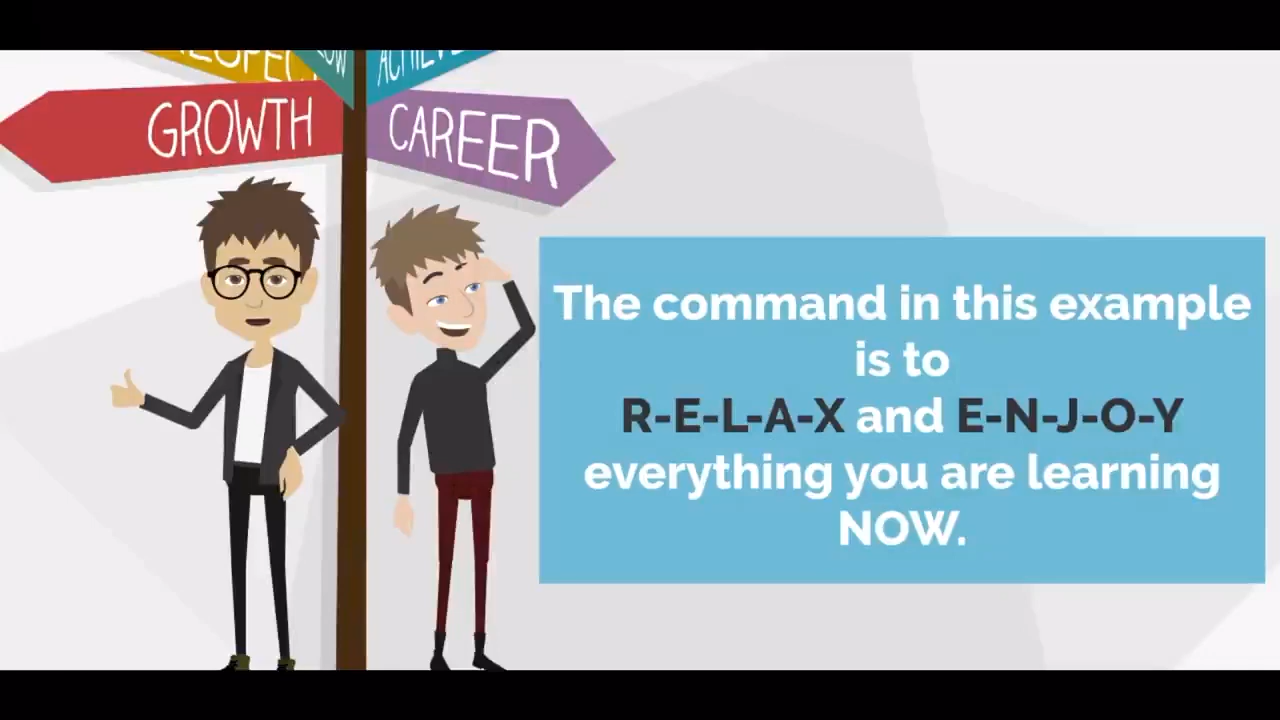 GROWTH
CAREER
The command in this example
is to
R-E-L-A-X and E-N-J-O-Y
everything you are learning
NOW.